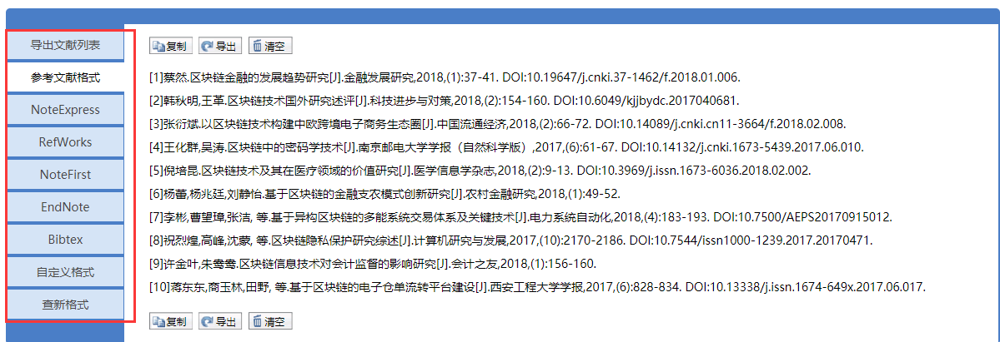 导出文献列表
参考文献格式
NoteExpress
RefWorks
NoteFirst
EndNote
Bibtex
自定义格式
查新格式
复制 导出 清空
[1]蔡然.区块链金融的发展趋势研究[J].金融发展研究,2018,(1):37-41. DOI:10.19647/j.cnki.37-1462/f.2018.01.006.
[2]韩秋明,王革.区块链技术国外研究述评[J].科技进步与对策,2018,(2):154-160. DOI:10.6049/kjjbydc.2017040681.
[3]张衍斌.以区块链技术构建中欧跨境电子商务生态圈[J].中国流通经济,2018,(2):66-72. DOI:10.14089/j.cnki.cn11-3664/f.2018.02.008.
[4]王化群,吴涛.区块链中的密码学技术[J].南京邮电大学学报（自然科学版）,2017,(6):61-67. DOI:10.14132/j.cnki.1673-5439.2017.06.010.
[5]倪培昆.区块链技术及其在医疗领域的价值研究[J].医学信息学杂志,2018,(2):9-13. DOI:10.3969/j.issn.1673-6036.2018.02.002.
[6]杨蕾,杨兆廷,刘静怡.基于区块链的金融支农模式创新研究[J].农村金融研究,2018,(1):49-52.
[7]李彬,曹望璋,张洁, 等.基于异构区块链的多能系统交易体系及关键技术[J].电力系统自动化,2018,(4):183-193. DOI:10.7500/AEPS20170915012.
[8]祝烈煌,高峰,沈蒙, 等.区块链隐私保护研究综述[J].计算机研究与发展,2017,(10):2170-2186. DOI:10.7544/issn1000-1239.2017.20170471.
[9]许金叶,朱鸯鸯.区块链信息技术对会计监督的影响研究[J].会计之友,2018,(1):156-160.
[10]蒋东东,商玉林,田野, 等.基于区块链的电子仓单流转平台建设[J].西安工程大学学报,2017,(6):828-834. DOI:10.13338/j.issn.1674-649x.2017.06.017.
复制 导出 清空